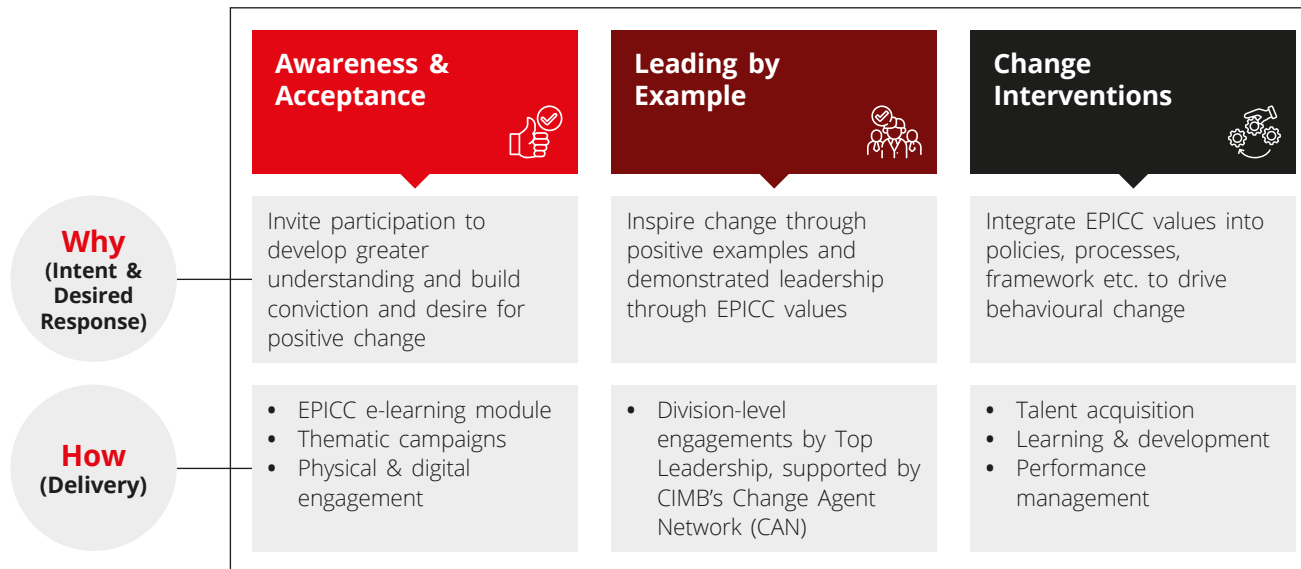 Awareness &
Acceptance
Leading by
Example
Change
Interventions
Why
(Intent &
Desired
Response)
Invite participation to
develop greater
understanding and build
conviction and desire for
positive change
Inspire change through
positive examples and
demonstrated leadership
through EPICC values
Integrate EPICC values into
policies, processes,
framework etc. to drive
behavioural change
How
(Delivery)
• EPICC e-learning module
• Thematic campaigns
• Physical & digital
engagement
• Division-level
engagements by Top
Leadership, supported by
CIMB's Change Agent
Network (CAN)
• Talent acquisition
• Learning & development
• Performance
management